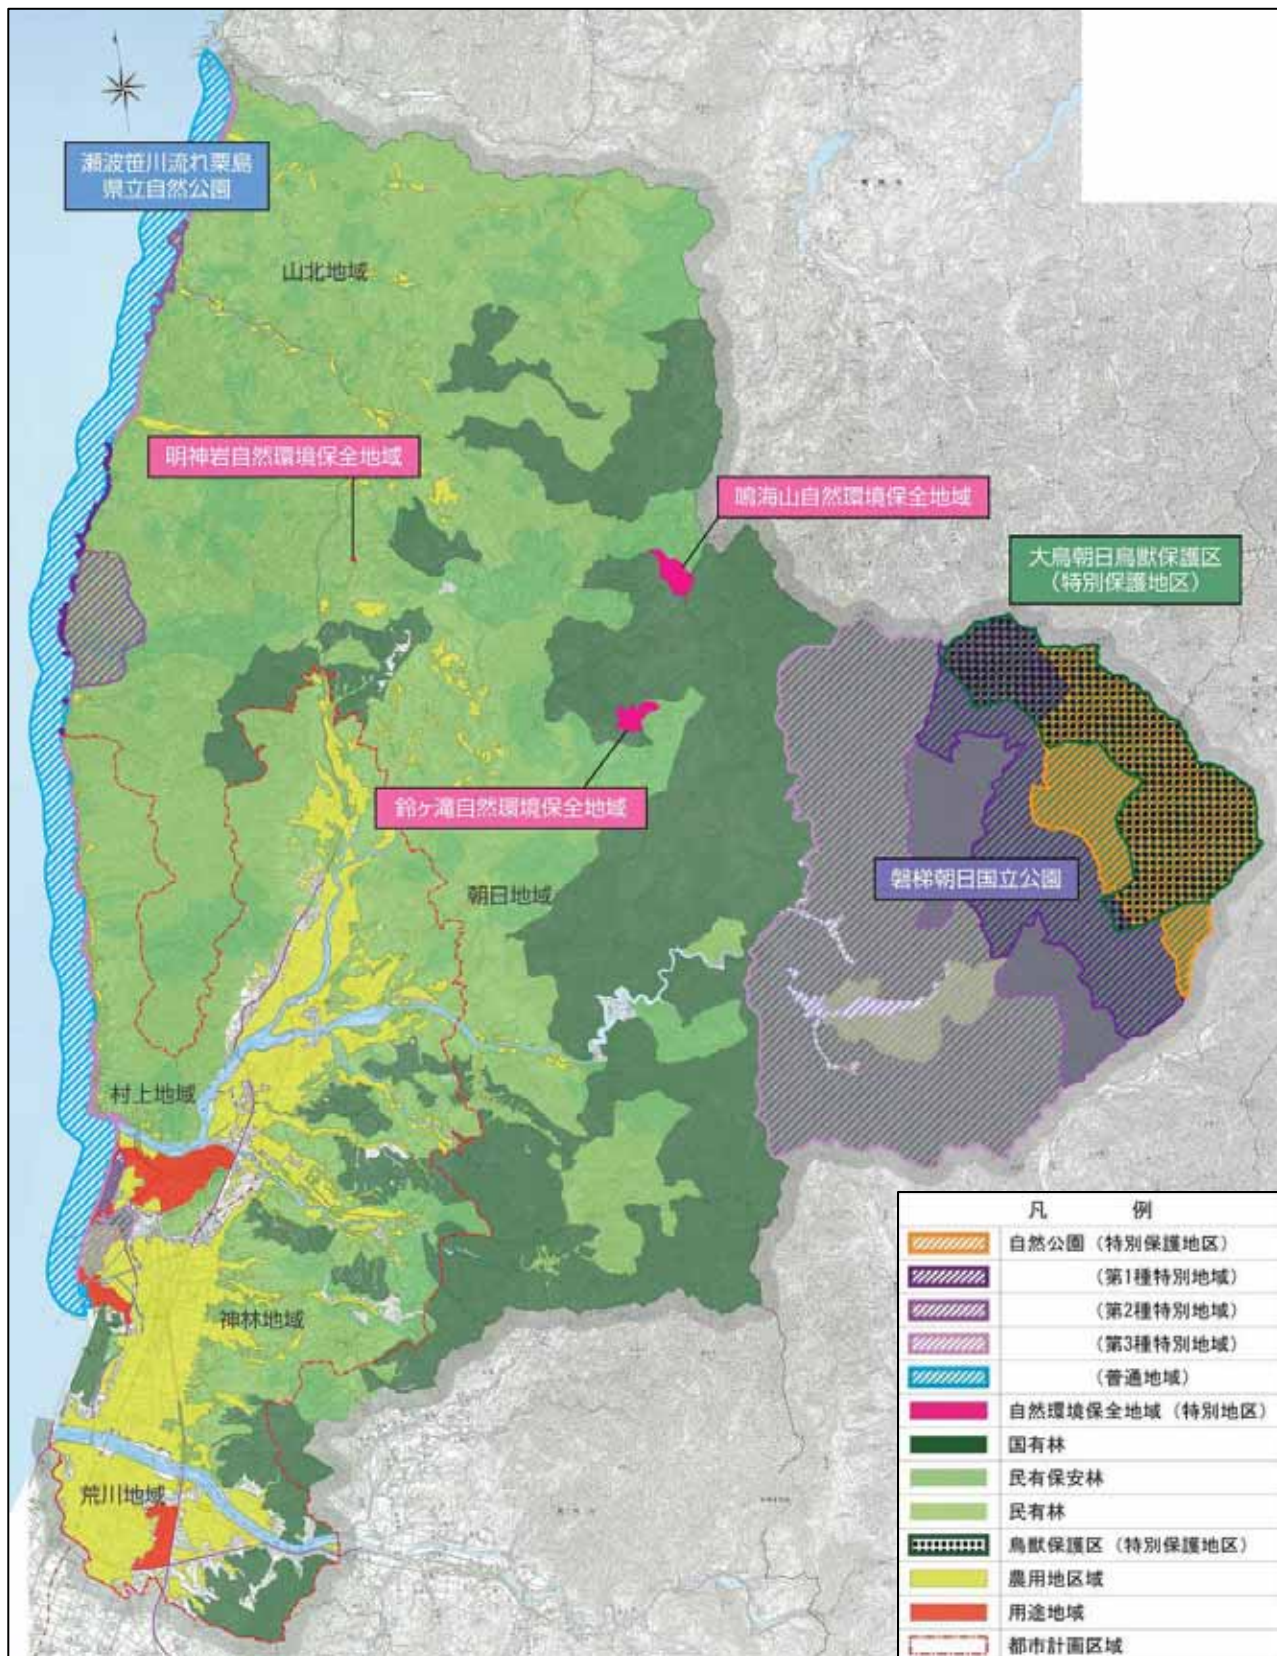 瀬波笹川流れ粟島
県立自然公園
山北地域
明神岩自然環境保全地域
鳴海山自然環境保全地域
大鳥朝日鳥獣保護区
(特別保護地区)
鈴ヶ滝自然環境保全地域
磐梯朝日国立公園
朝日地域
村上地域
神林地域
荒川地域
凡 例
自然公園(特別保護地区)
(第1種特別地域)
(第2種特別地域)
(第3種特別地域)
(普通地域)
自然環境保全地域(特別地区)
国有林
民有保安林
民有林
鳥獣保護区(特別保護地区)
農用地区域
用途地域
都市計画区域